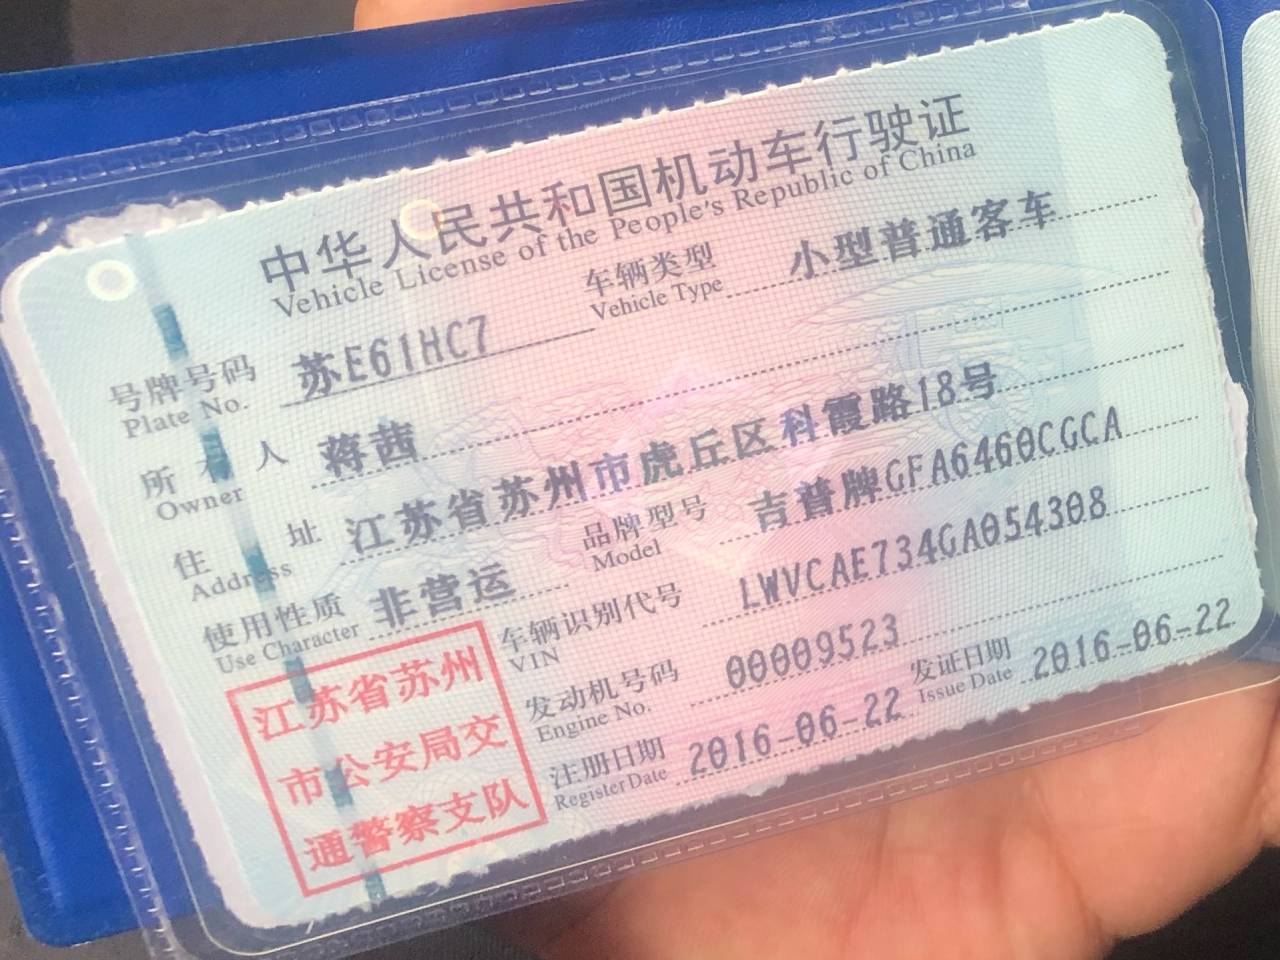 中华人民共和国机动车行驶证
Vehicle License of the People's Republic of China
号牌号码 苏E61HC7 车辆类型 小型普通客车
Plate No. Vehicle Type
所有人 蒋茜
Owner
住址 江苏省苏州市虎丘区科霞路18号
Address
使用性质 非营运 品牌型号 吉普牌GFA6460CGCA
Use Character Model
车辆识别代号 LWVCAE734GA054308
VIN
发动机号码 00009523
Engine No.
注册日期 2016-06-22 发证日期 2016-06-22
Register Date Issue Date
江苏省苏州
市公安局交
通警察支队